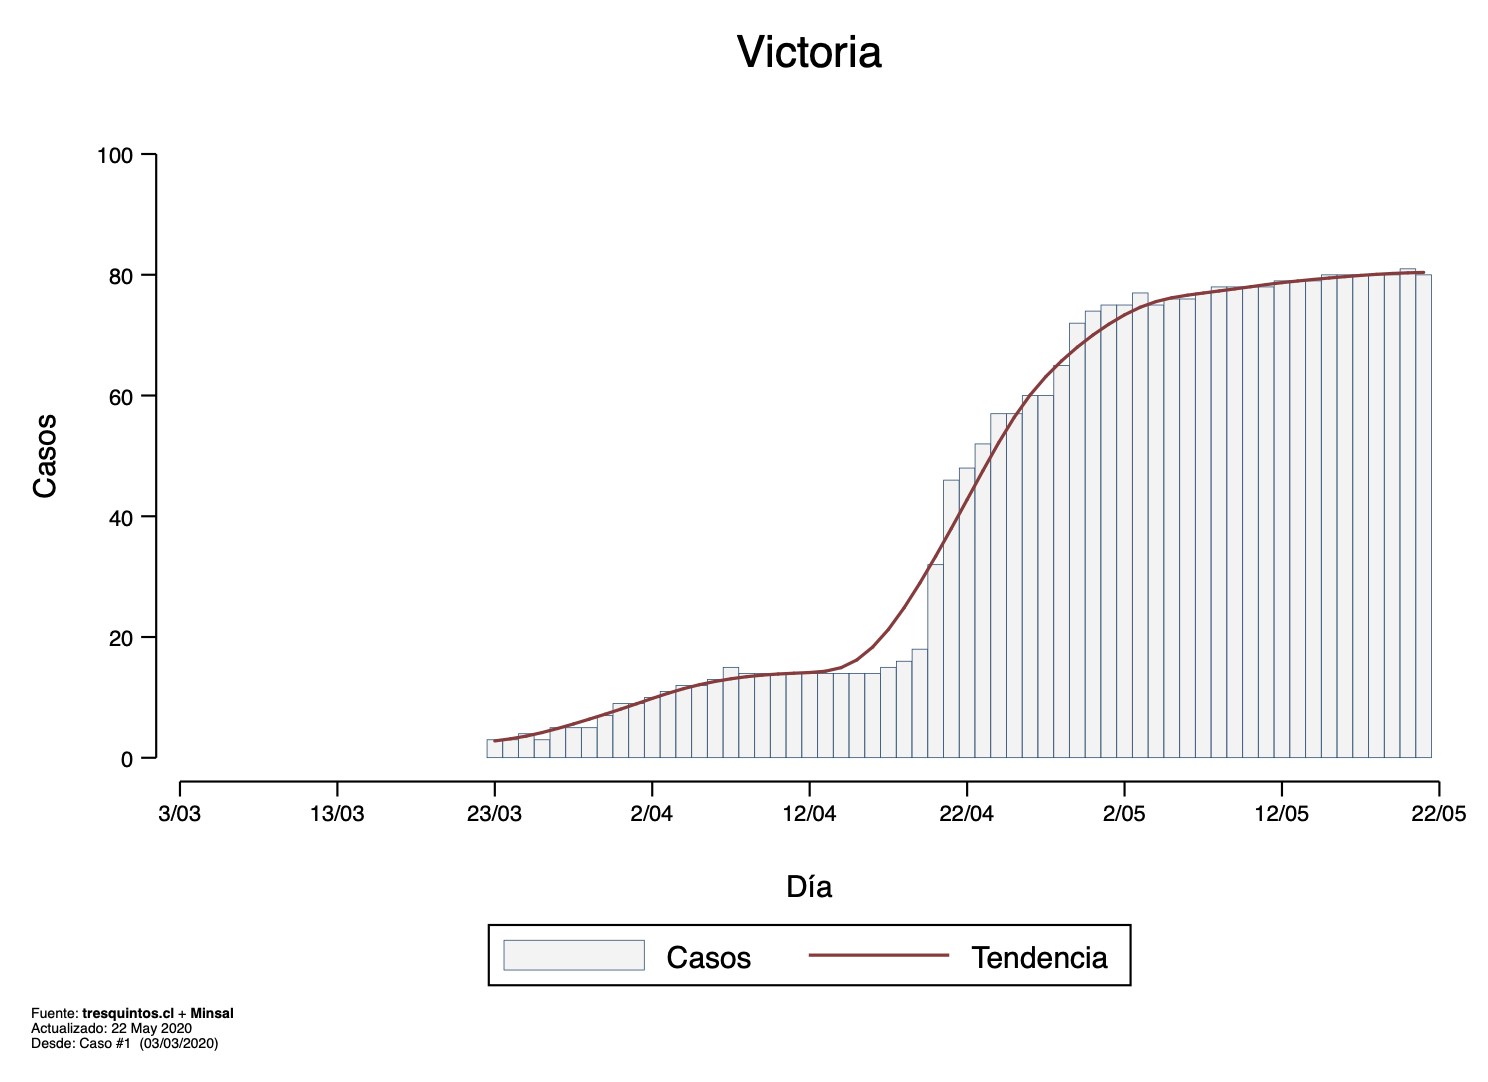 Victoria
100
80
60
40
20
0
Casos
3/03 13/03 23/03 2/04 12/04 22/04 2/05 12/05 22/05
Día
Casos Tendencia
Fuente: tresquintos.cl + Minsal
Actualizado: 22 May 2020
Desde: Caso #1 (03/03/2020)